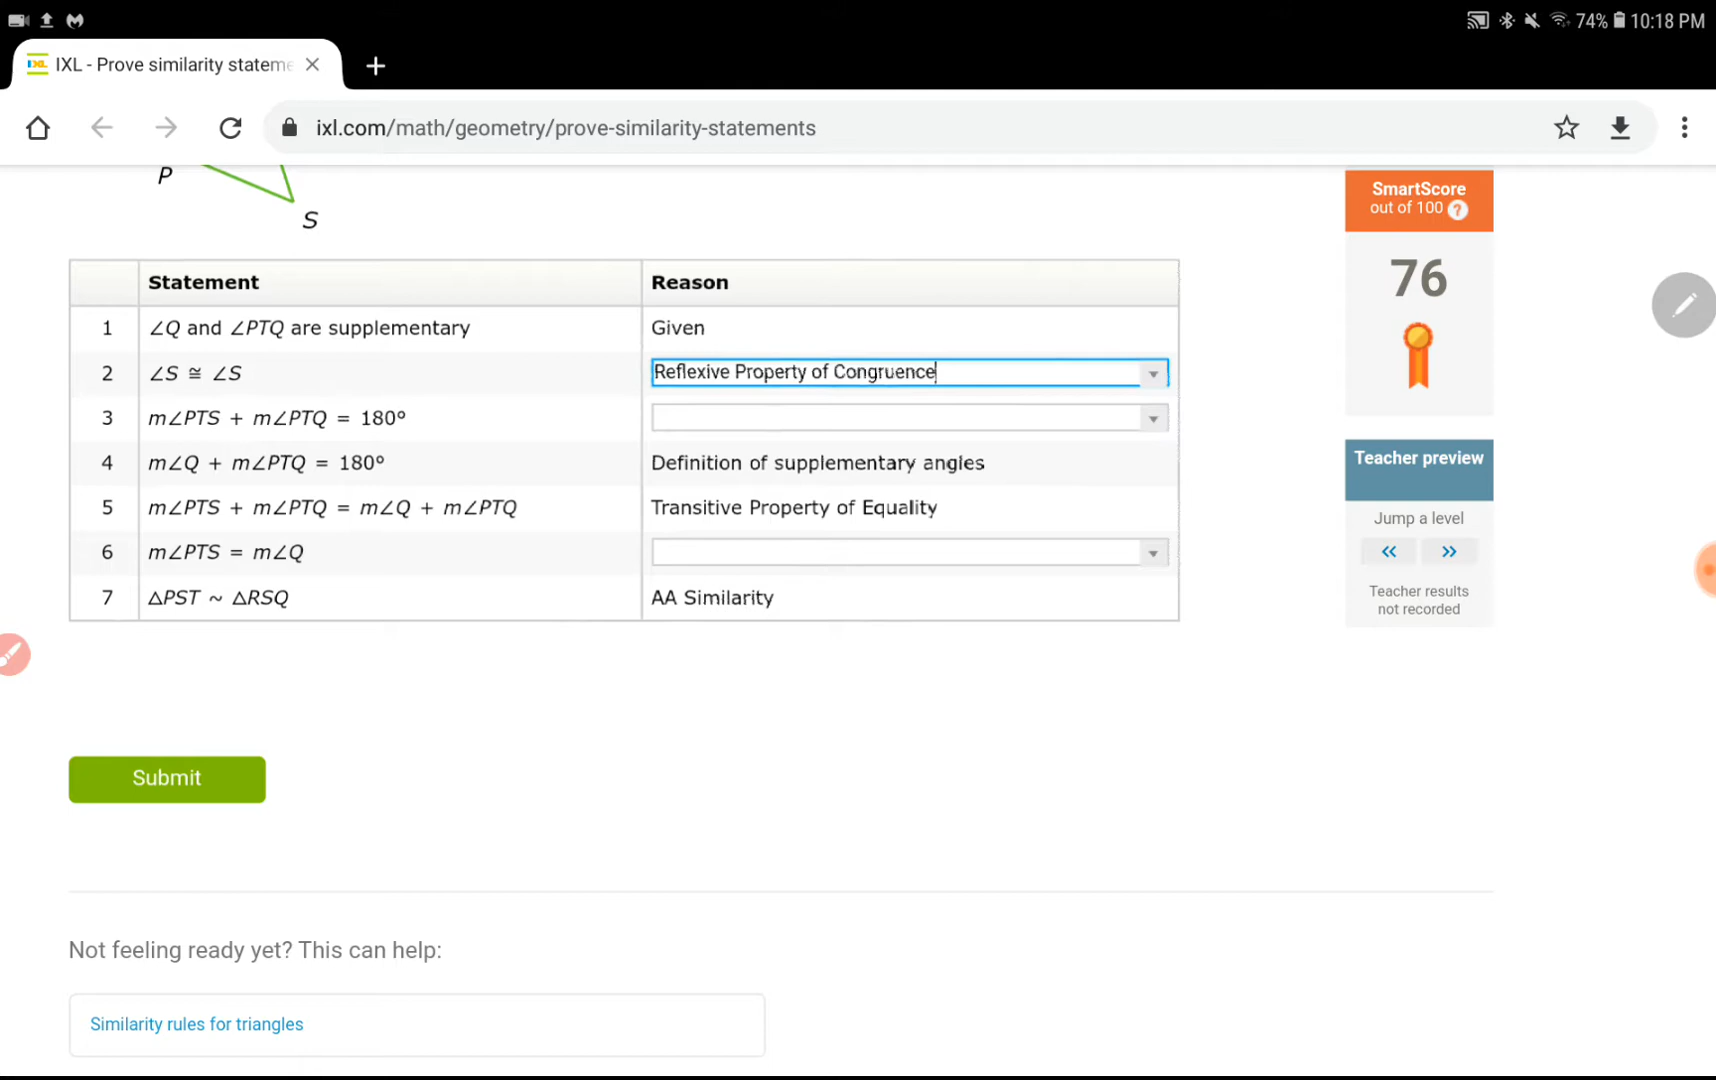 74% 10:18 PM
IXL - Prove similarity stateme
ixl.com/math/geometry/prove-similarity-statements
P
S
SmartScore
out of 100 ?
76
Statement Reason
1 ∠Q and ∠PTQ are supplementary Given
2 ∠S ≅ ∠S Reflexive Property of Congruence
3 m∠PTS + m∠PTQ = 180°
4 m∠Q + m∠PTQ = 180° Definition of supplementary angles
5 m∠PTS + m∠PTQ = m∠Q + m∠PTQ Transitive Property of Equality
6 m∠PTS = m∠Q
7 △PST ~ △RSQ AA Similarity
Teacher preview
Jump a level
Teacher results
not recorded
Submit
Not feeling ready yet? This can help:
Similarity rules for triangles